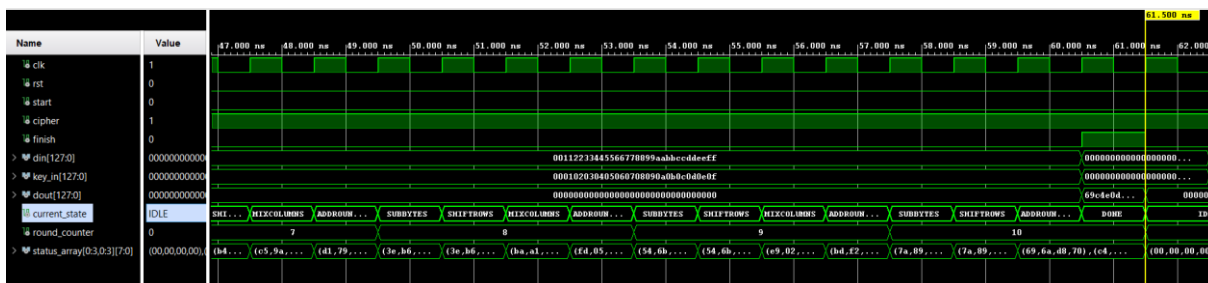 61.500 ns
Name Value 47.000 ns 48.000 ns 49.000 ns 50.000 ns 51.000 ns 52.000 ns 53.000 ns 54.000 ns 55.000 ns 56.000 ns 57.000 ns 58.000 ns 59.000 ns 60.000 ns 61.000 ns 62.000
clk 1
rst 0
start 0
cipher 1
finish 0
din[127:0] 00000000000 00112233445566778899aabbccddeeff 000000000000000000...
key_in[127:0] 00000000000 000102030405060708090a0b0c0d0e0f 000000000000000000...
dout[127:0] 00000000000 00000000000000000000000000000000 69c4e0d... 00000
current_state IDLE SHI... MIXCOLUMNS ADDROUN... SUBBYTES SHIFTROWS MIXCOLUMNS ADDROUN... SUBBYTES SHIFTROWS MIXCOLUMNS ADDROUN... SUBBYTES SHIFTROWS ADDROUN... DONE ID
round_counter 0 7 8 9 10
status_array[0:3,0:3][7:0] (00,00,00,00),( (b4... (c5,9a,... (d1,79,... (3e,b6,... (3e,b6,... (ba,a1,... (fd,05,... (54,6b,... (54,6b,... (e9,02,... (bd,f2,... (7a,89,... (7a,89,... (69,6a,d8,70),(c4,... (00,00,00,00